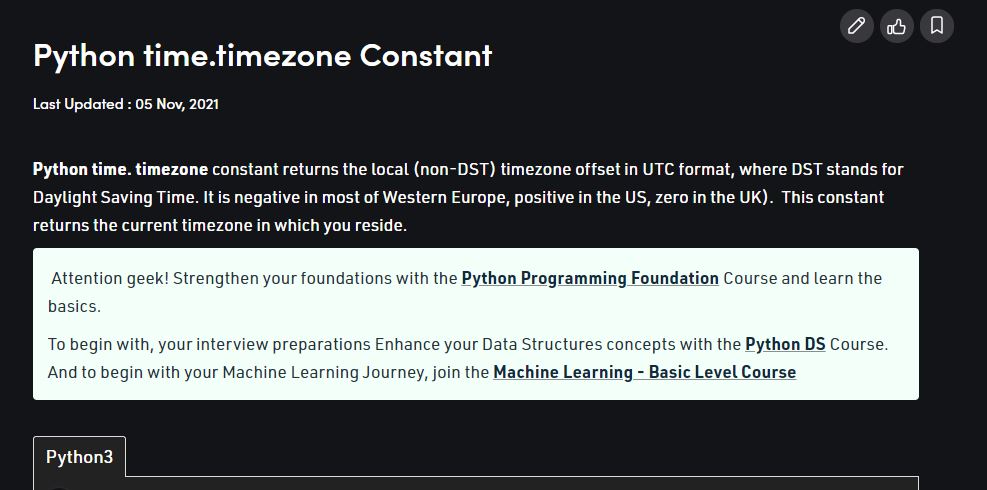 Python time.timezone Constant
Last Updated : 05 Nov, 2021
Python time. timezone constant returns the local (non-DST) timezone offset in UTC format, where DST stands for
Daylight Saving Time. It is negative in most of Western Europe, positive in the US, zero in the UK).  This constant
returns the current timezone in which you reside.
Attention geek! Strengthen your foundations with the Python Programming Foundation Course and learn the
basics.
To begin with, your interview preparations Enhance your Data Structures concepts with the Python DS Course.
And to begin with your Machine Learning Journey, join the Machine Learning - Basic Level Course
Python3